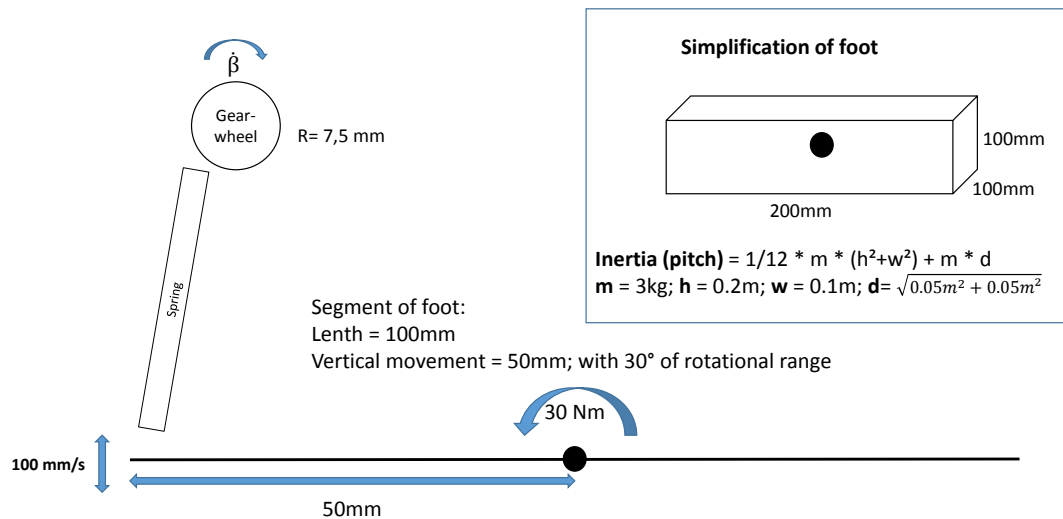 β̇
Gear-
wheel
R= 7,5 mm
Spring
Segment of foot:
Lenth = 100mm
Vertical movement = 50mm; with 30° of rotational range
30 Nm
100 mm/s
50mm
Simplification of foot
100mm
100mm
200mm
Inertia (pitch) = 1/12 * m * (h²+w²) + m * d
m = 3kg; h = 0.2m; w = 0.1m; d= √0.05m² + 0.05m²